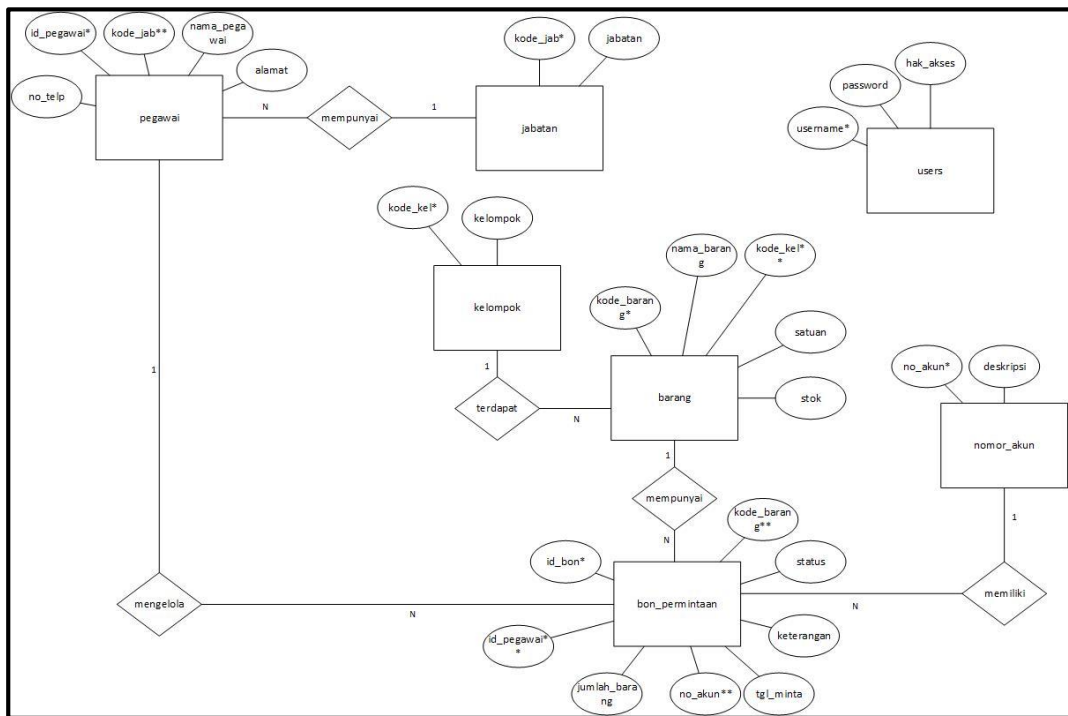 id_pegawai*
kode_jab**
nama_pega
wai
alamat
no_telp
pegawai
N
mempunyai
1
kode_jab*
jabatan
jabatan
hak_akses
password
username*
users
kode_kel*
kelompok
kelompok
1
terdapat
N
nama_baran
g
kode_kel*
*
kode_baran
g*
satuan
stok
barang
1
mempunyai
N
no_akun*
deskripsi
nomor_akun
1
memiliki
N
1
mengelola
N
id_bon*
kode_baran
g**
status
bon_permintaan
keterangan
id_pegawai*
*
jumlah_bara
ng
no_akun**
tgl_minta